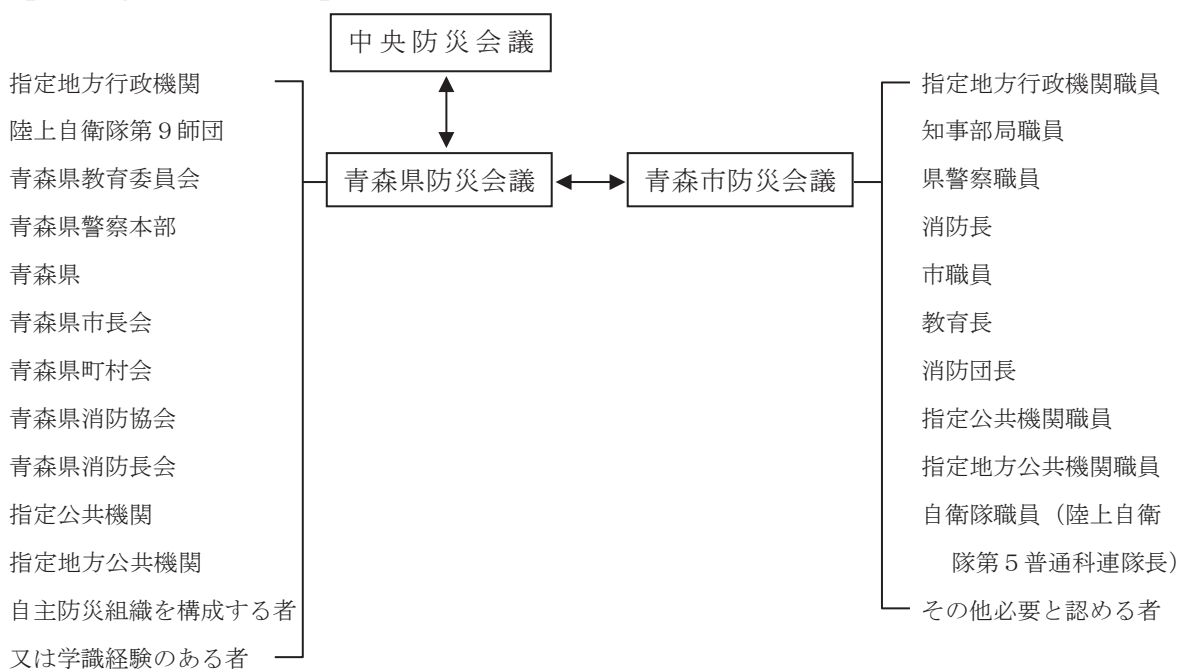 中央防災会議
青森県防災会議
青森市防災会議
指定地方行政機関
陸上自衛隊第９師団
青森県教育委員会
青森県警察本部
青森県
青森県市長会
青森県町村会
青森県消防協会
青森県消防長会
指定公共機関
指定地方公共機関
自主防災組織を構成する者
又は学識経験のある者
指定地方行政機関職員
知事部局職員
県警察職員
消防長
市職員
教育長
消防団長
指定公共機関職員
指定地方公共機関職員
自衛隊職員（陸上自衛
隊第５普通科連隊長）
その他必要と認める者